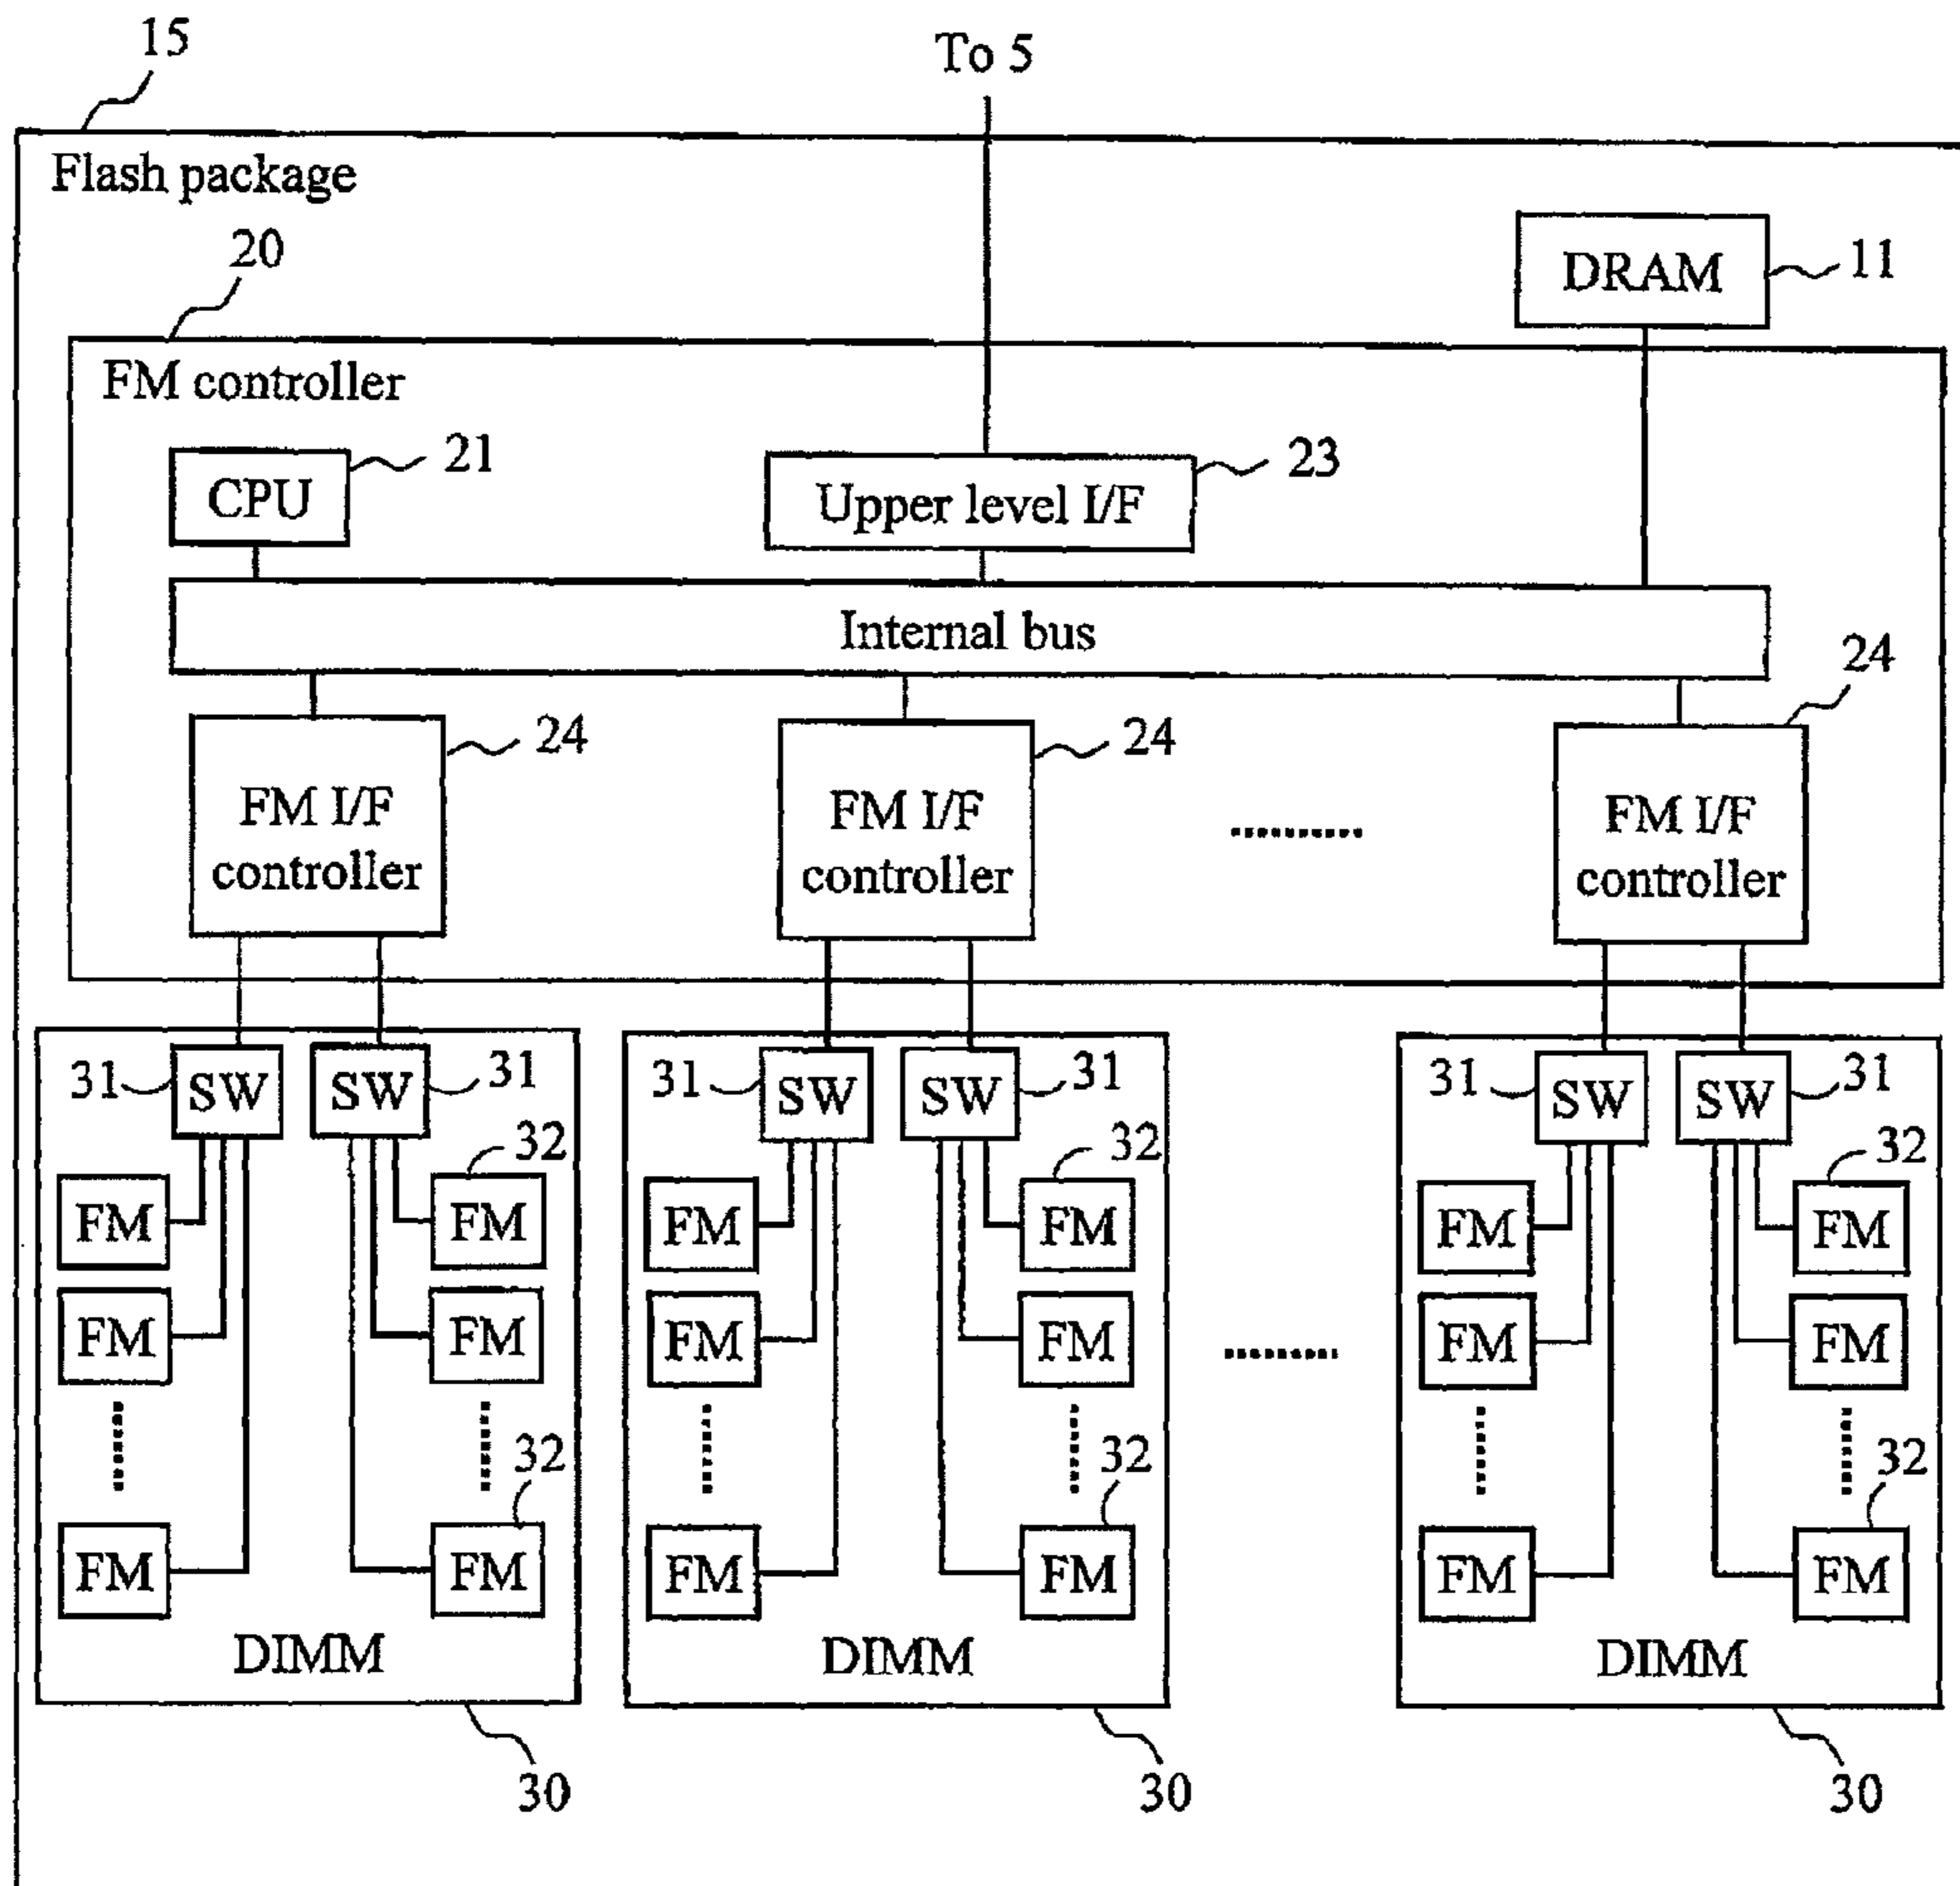 15
To 5
Flash package
20
DRAM
11
FM controller
21
CPU
23
Upper level I/F
Internal bus
24
24
24
FM I/F
controller
FM I/F
controller
FM I/F
controller
31
SW
SW
31
31
SW
SW
31
31
SW
SW
31
32
32
32
FM
FM
FM
FM
FM
FM
FM
FM
FM
FM
FM
FM
32
32
32
FM
FM
FM
FM
FM
FM
DIMM
DIMM
DIMM
30
30
30